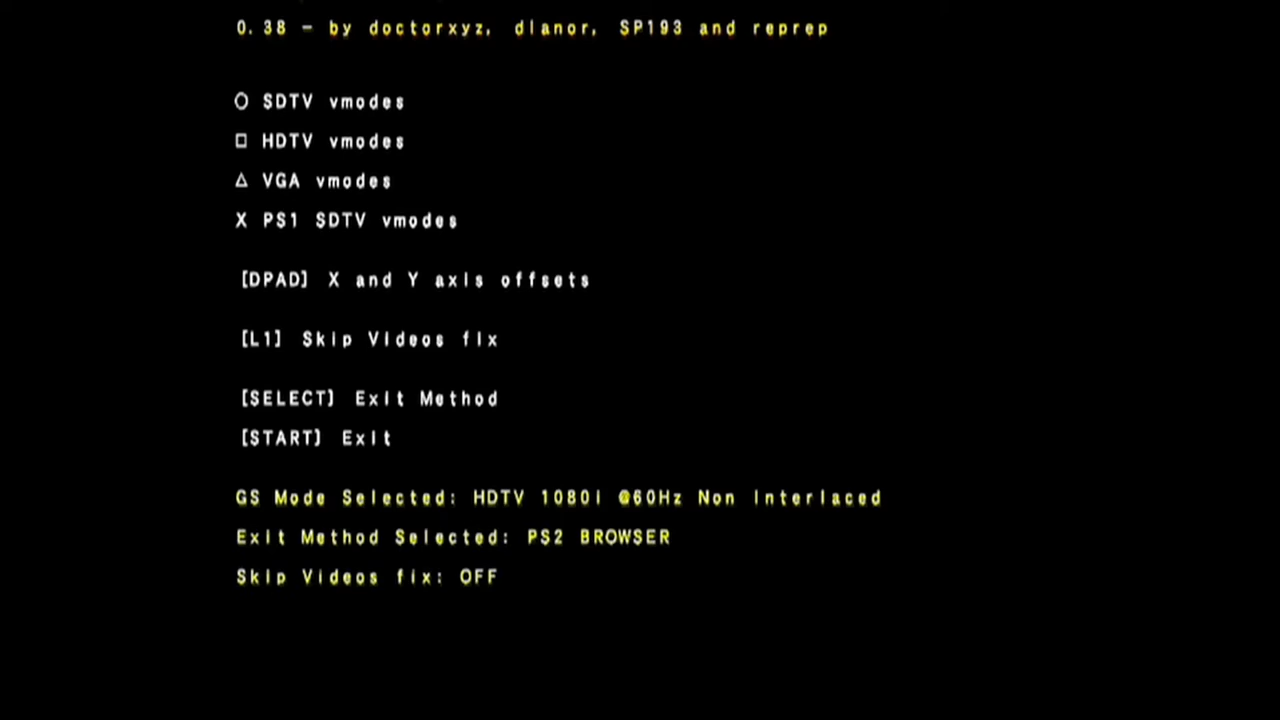 0.38 - by doctorxyz, dlanor, SP193 and reprep
○ SDTV vmodes
□ HDTV vmodes
△ VGA vmodes
X PS1 SDTV vmodes
[DPAD] X and Y axis offsets
[L1] Skip Videos fix
[SELECT] Exit Method
[START] Exit
GS Mode Selected: HDTV 1080i @60Hz Non Interlaced
Exit Method Selected: PS2 BROWSER
Skip Videos fix: OFF